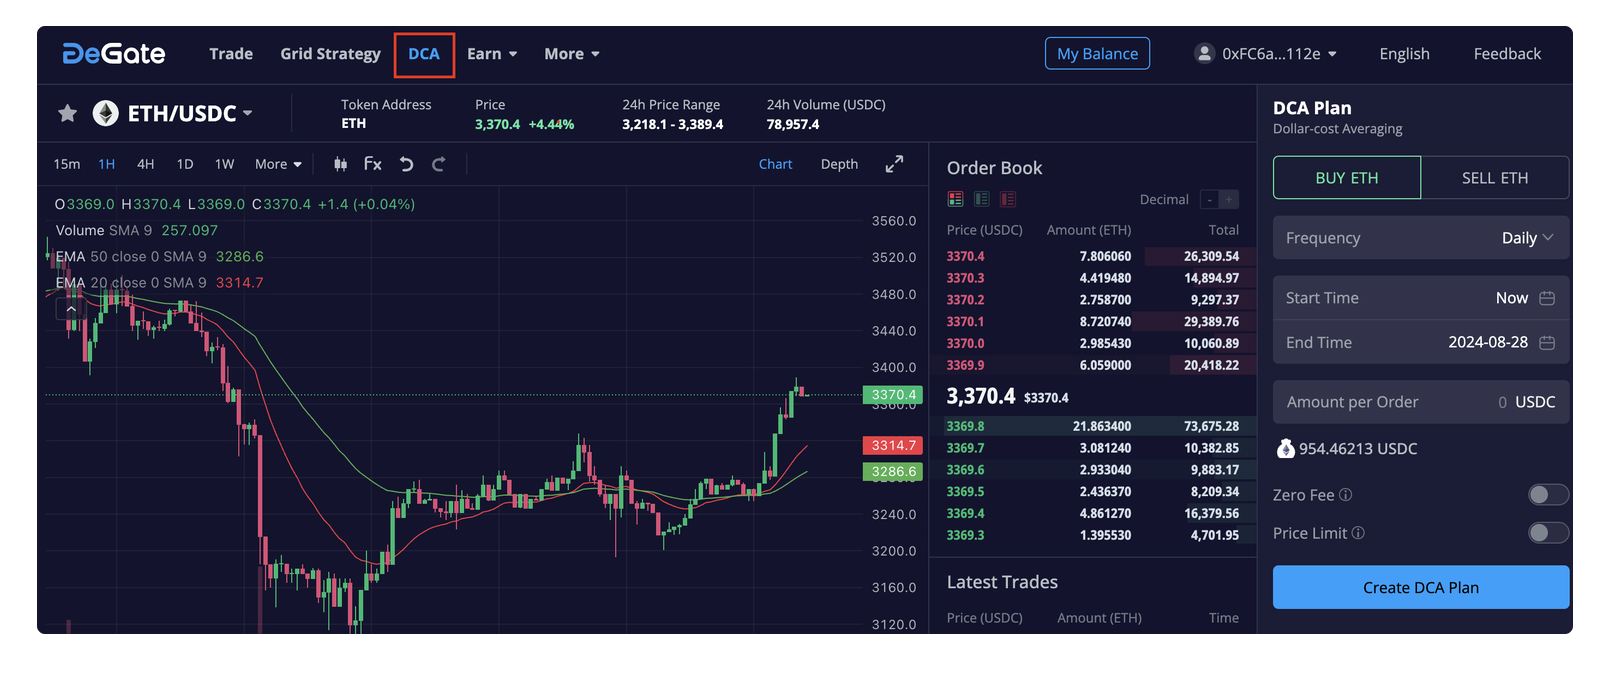 DeGate Trade Grid Strategy DCA Earn More My Balance 0xFC6a...112e English Feedback
ETH/USDC
Token Address
ETH
Price
3,370.4 +4.44%
24h Price Range
3,218.1 - 3,389.4
24h Volume (USDC)
78,957.4
15m 1H 4H 1D 1W More Fx Chart Depth
O3369.0 H3370.4 L3369.0 C3370.4 +1.4 (+0.04%)
Volume SMA 9 257.097
EMA 50 close 0 SMA 9 3286.6
EMA 20 close 0 SMA 9 3314.7
3560.0
3520.0
3480.0
3440.0
3400.0
3370.4
3360.0
3314.7
3286.6
3240.0
3200.0
3160.0
3120.0
Order Book
Decimal - +
Price (USDC) Amount (ETH) Total
3370.4 7.806060 26,309.54
3370.3 4.419480 14,894.97
3370.2 2.758700 9,297.37
3370.1 8.720740 29,389.76
3370.0 2.985430 10,060.89
3369.9 6.059000 20,418.22
3,370.4 $3370.4
3369.8 21.863400 73,675.28
3369.7 3.081240 10,382.85
3369.6 2.933040 9,883.17
3369.5 2.436370 8,209.34
3369.4 4.861270 16,379.56
3369.3 1.395530 4,701.95
Latest Trades
Price (USDC) Amount (ETH) Time
DCA Plan
Dollar-cost Averaging
BUY ETH SELL ETH
Frequency Daily
Start Time Now
End Time 2024-08-28
Amount per Order 0 USDC
954.46213 USDC
Zero Fee
Price Limit
Create DCA Plan